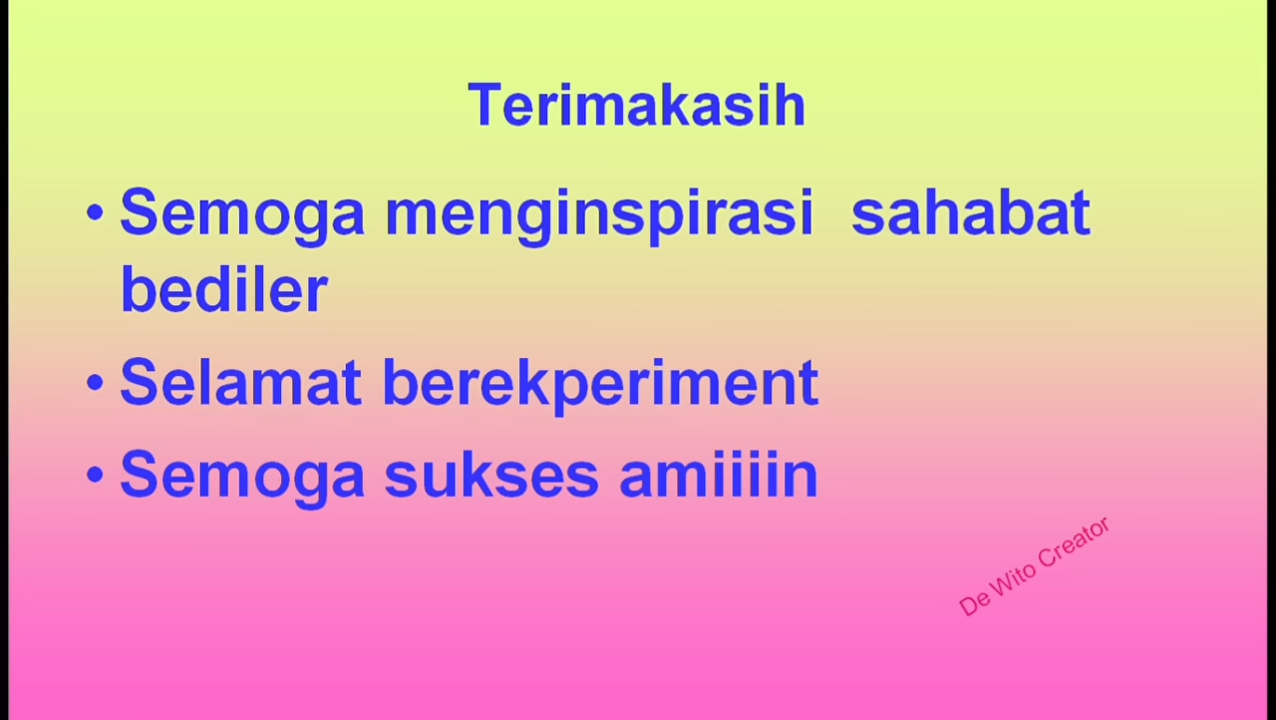 Terimakasih
• Semoga menginspirasi sahabat
bediler
• Selamat berekperiment
• Semoga sukses amiiiin
De Wito Creator